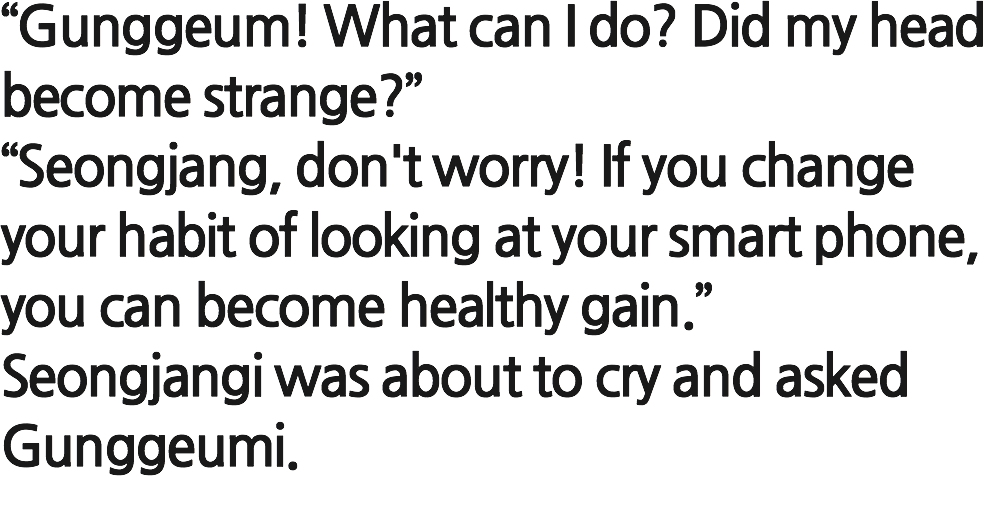 “Gunggeum! What can I do? Did my head
become strange?”
“Seongjang, don't worry! If you change
your habit of looking at your smart phone,
you can become healthy gain.”
Seongjangi was about to cry and asked
Gunggeumi.